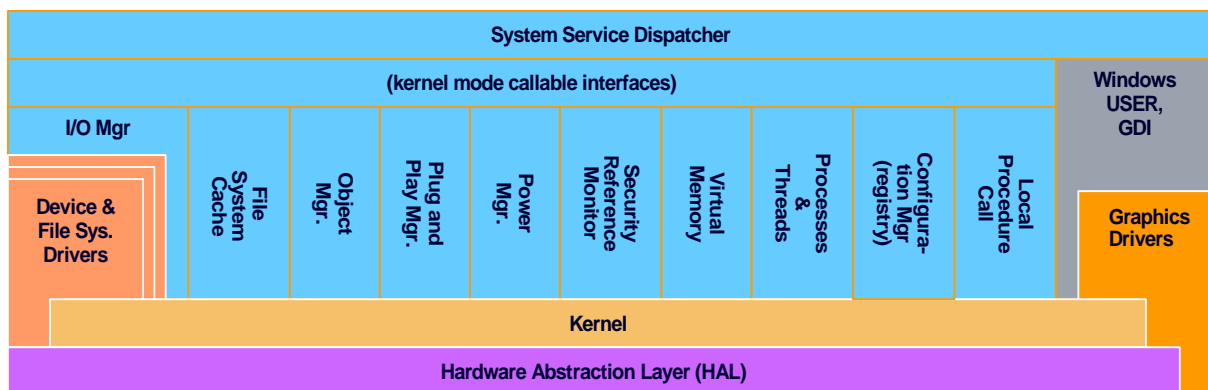 System Service Dispatcher
(kernel mode callable interfaces)
Windows
USER,
GDI
I/O Mgr
File
System
Cache
Object
Mgr.
Plug and
Play Mgr.
Power
Mgr.
Security
Reference
Monitor
Virtual
Memory
Processes
&
Threads
Configura-
tion Mgr
(registry)
Local
Procedure
Call
Device &
File Sys.
Drivers
Graphics
Drivers
Kernel
Hardware Abstraction Layer (HAL)